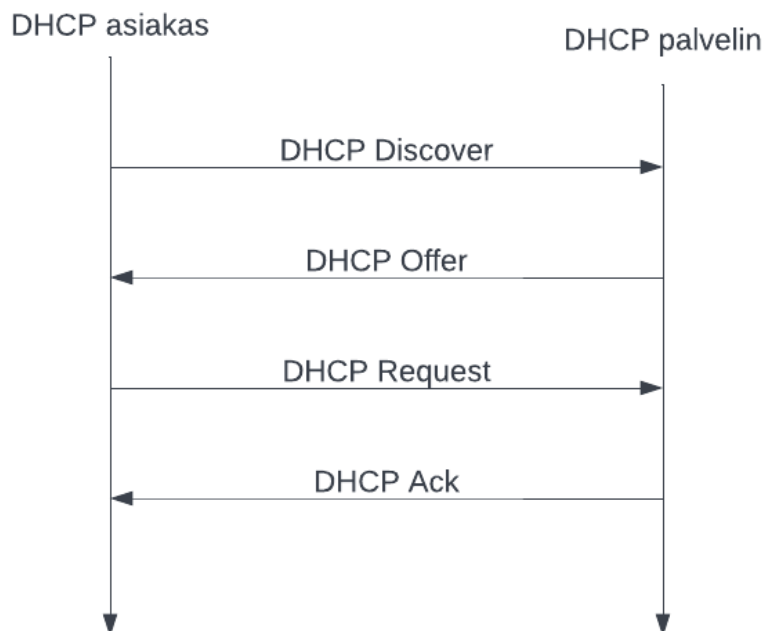 DHCP asiakas
DHCP palvelin
DHCP Discover
DHCP Offer
DHCP Request
DHCP Ack